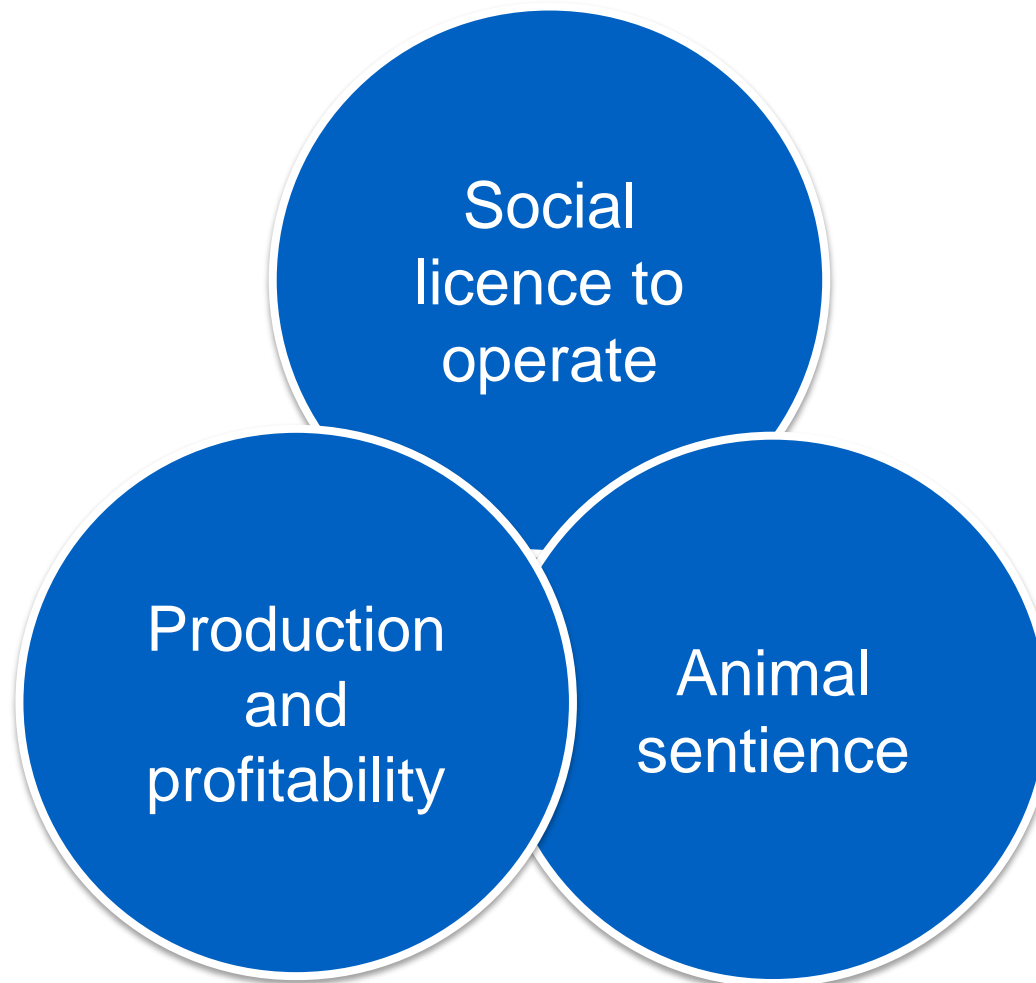 Social
licence to
operate
Production
and
profitability
Animal
sentience